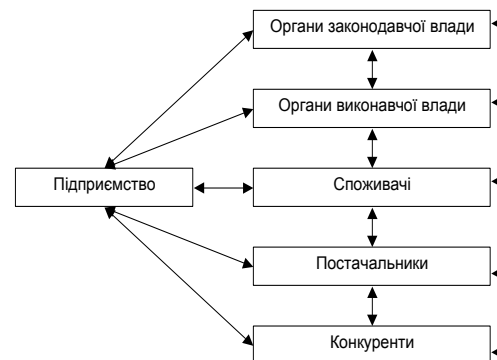 Органи законодавчої влади
Органи виконавчої влади
Підприємство
Споживачі
Постачальники
Конкуренти